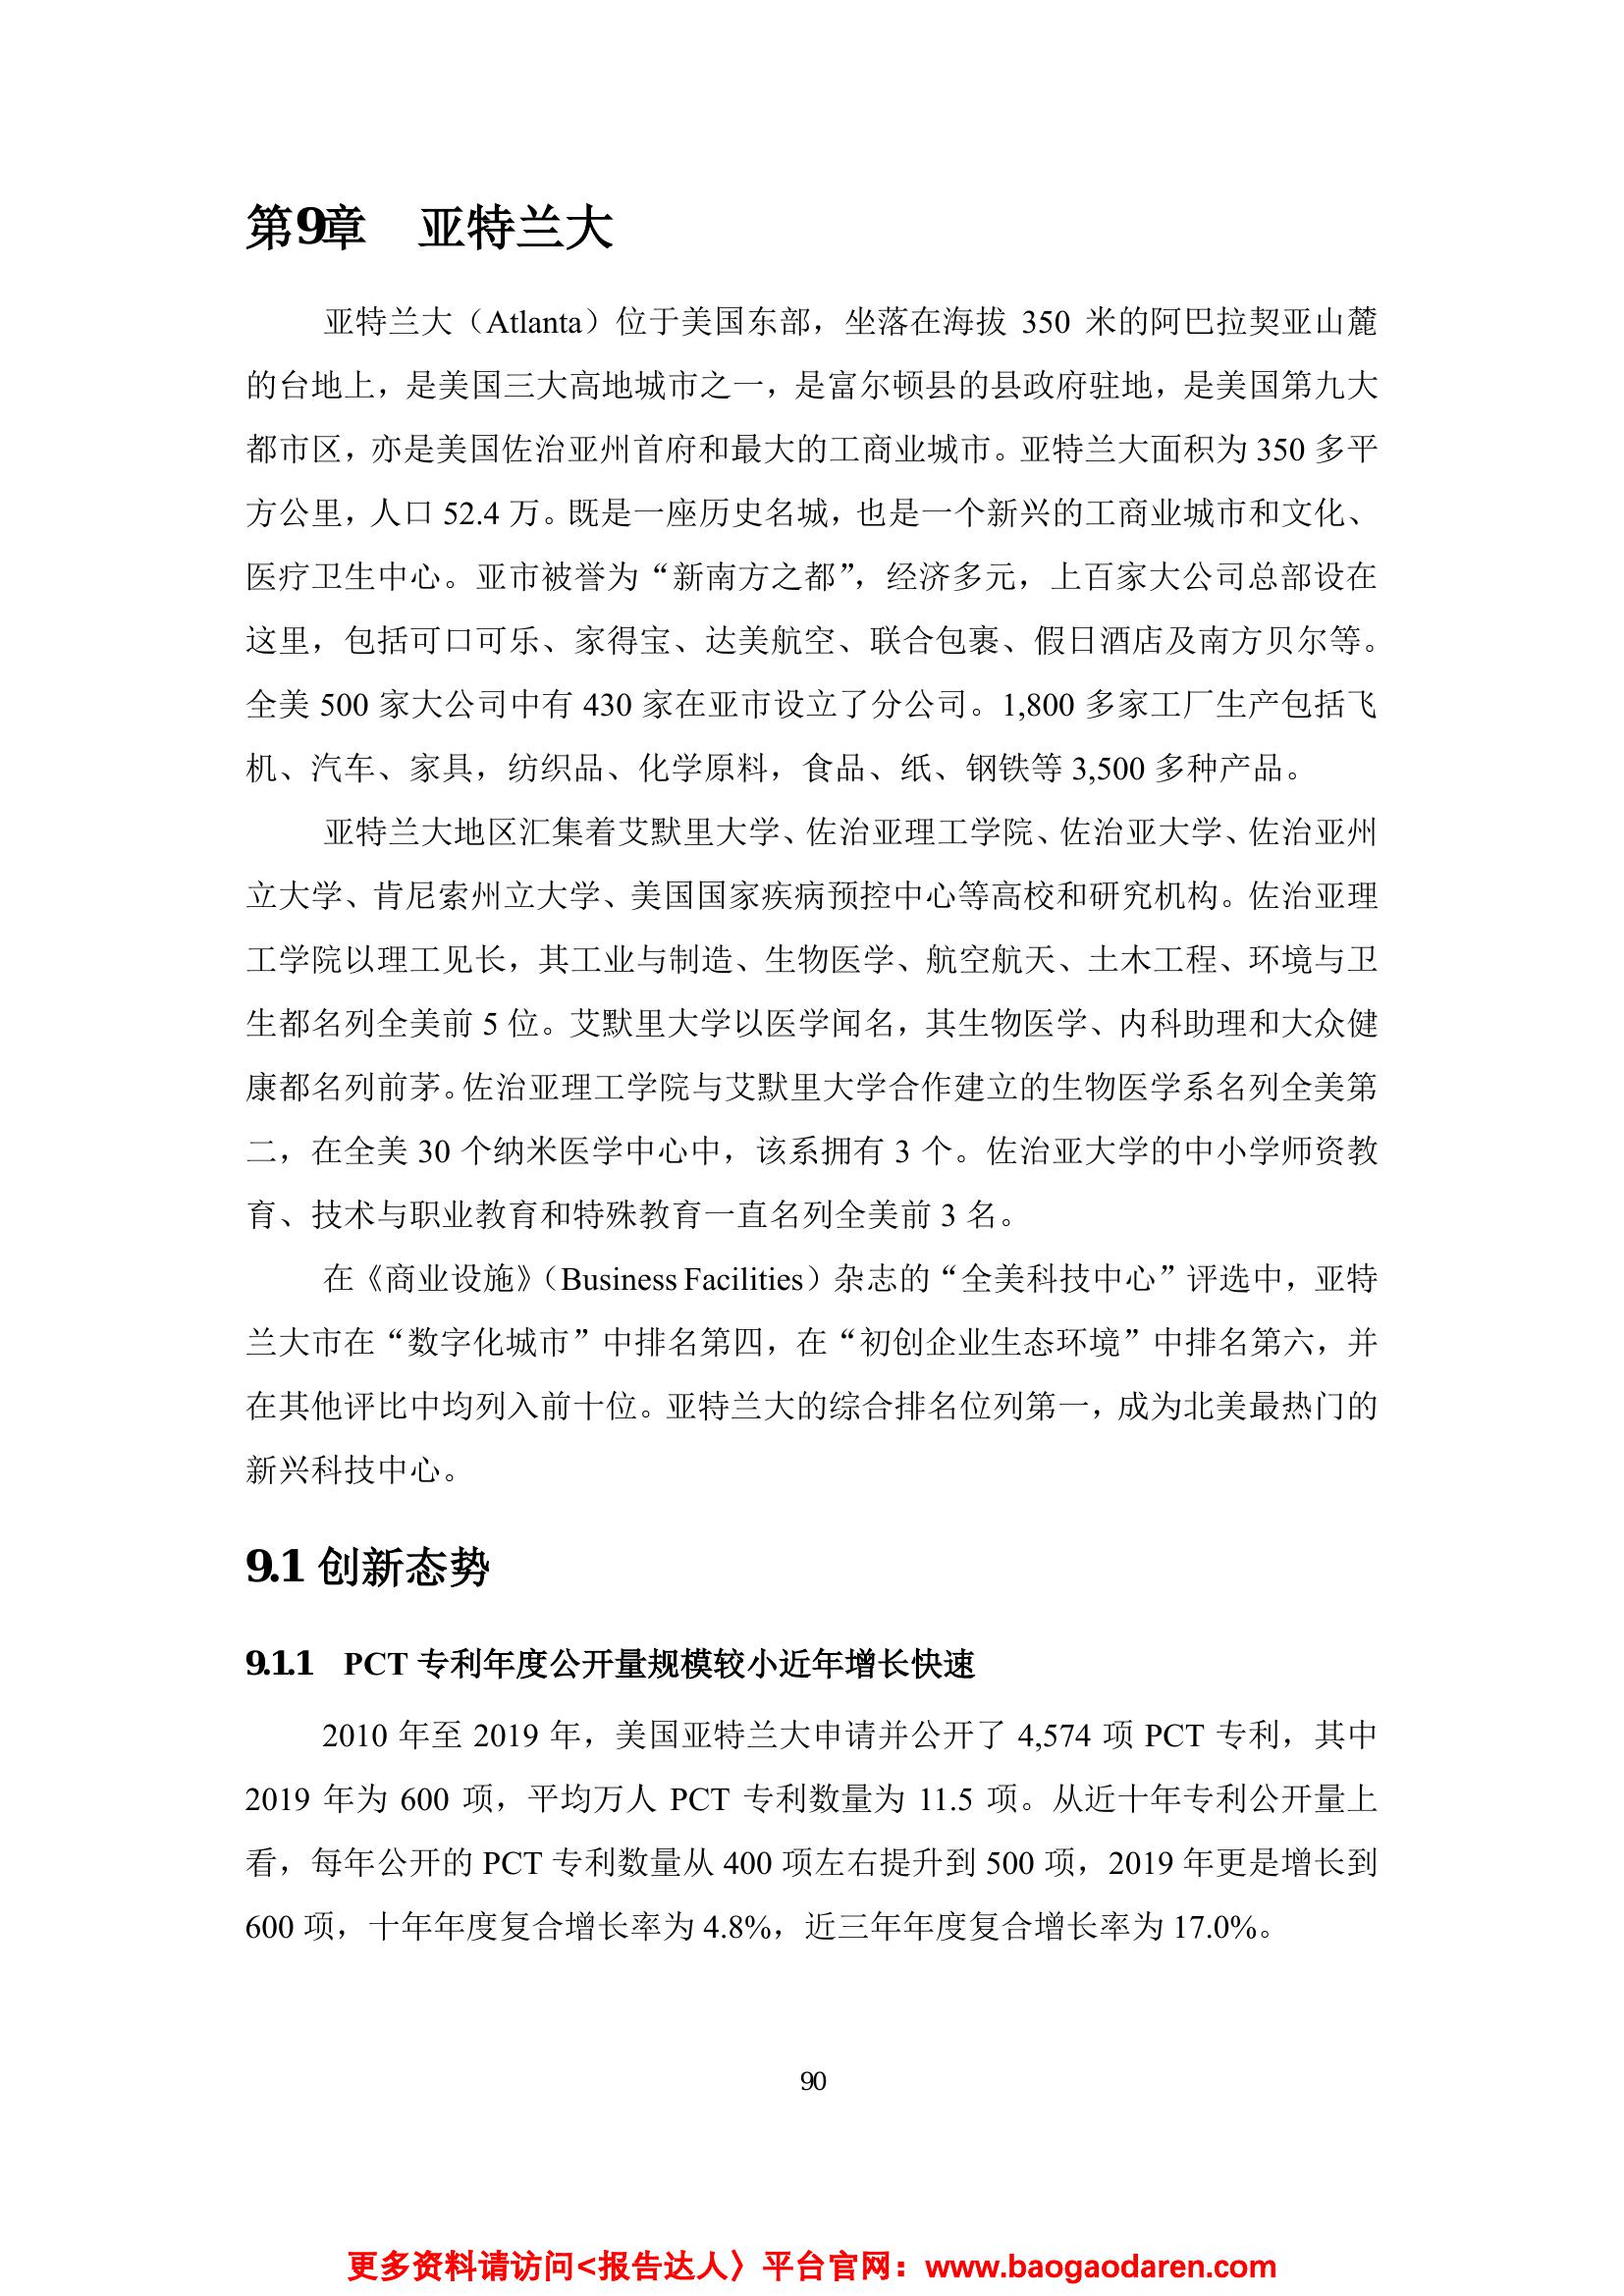 第9章　亚特兰大
亚特兰大（Atlanta）位于美国东部，坐落在海拔 350 米的阿巴拉契亚山麓
的台地上，是美国三大高地城市之一，是富尔顿县的县政府驻地，是美国第九大
都市区，亦是美国佐治亚州首府和最大的工商业城市。亚特兰大面积为 350 多平
方公里，人口 52.4 万。既是一座历史名城，也是一个新兴的工商业城市和文化、
医疗卫生中心。亚市被誉为“新南方之都”，经济多元，上百家大公司总部设在
这里，包括可口可乐、家得宝、达美航空、联合包裹、假日酒店及南方贝尔等。
全美 500 家大公司中有 430 家在亚市设立了分公司。1,800 多家工厂生产包括飞
机、汽车、家具，纺织品、化学原料，食品、纸、钢铁等 3,500 多种产品。
亚特兰大地区汇集着艾默里大学、佐治亚理工学院、佐治亚大学、佐治亚州
立大学、肯尼索州立大学、美国国家疾病预控中心等高校和研究机构。佐治亚理
工学院以理工见长，其工业与制造、生物医学、航空航天、土木工程、环境与卫
生都名列全美前 5 位。艾默里大学以医学闻名，其生物医学、内科助理和大众健
康都名列前茅。佐治亚理工学院与艾默里大学合作建立的生物医学系名列全美第
二，在全美 30 个纳米医学中心中，该系拥有 3 个。佐治亚大学的中小学师资教
育、技术与职业教育和特殊教育一直名列全美前 3 名。
在《商业设施》（Business Facilities）杂志的“全美科技中心”评选中，亚特
兰大市在“数字化城市”中排名第四，在“初创企业生态环境”中排名第六，并
在其他评比中均列入前十位。亚特兰大的综合排名位列第一，成为北美最热门的
新兴科技中心。
9.1 创新态势
9.1.1 PCT 专利年度公开量规模较小近年增长快速
2010 年至 2019 年，美国亚特兰大申请并公开了 4,574 项 PCT 专利，其中
2019 年为 600 项，平均万人 PCT 专利数量为 11.5 项。从近十年专利公开量上
看，每年公开的 PCT 专利数量从 400 项左右提升到 500 项，2019 年更是增长到
600 项，十年年度复合增长率为 4.8%，近三年年度复合增长率为 17.0%。
90
更多资料请访问<报告达人〉平台官网：www.baogaodaren.com